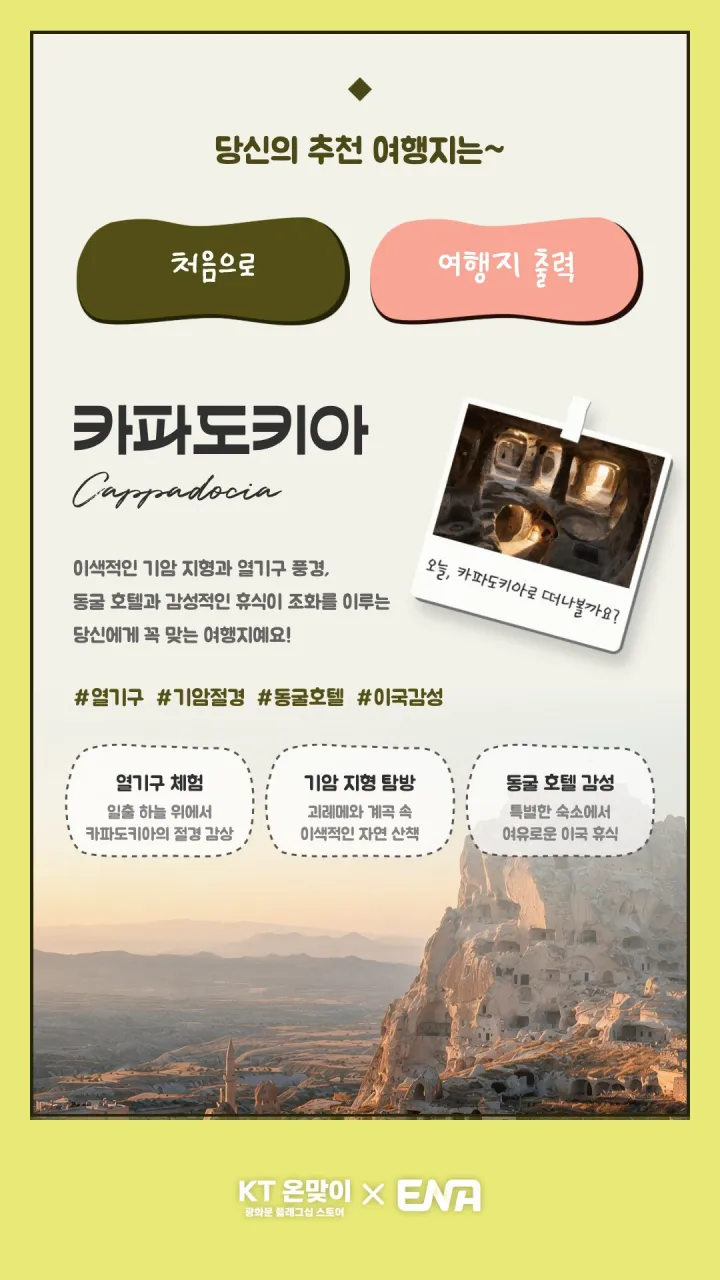 당신의 추천 여행지는~
처음으로
여행지 출력
카파도키아
Cappadocia
오늘, 카파도키아로 떠나볼까요?
이색적인 기암 지형과 열기구 풍경,
동굴 호텔과 감성적인 휴식이 조화를 이루는
당신에게 꼭 맞는 여행지예요!
#열기구 #기암절경 #동굴호텔 #이국감성
열기구 체험
일출 하늘 위에서
카파도키아의 절경 감상
기암 지형 탐방
괴레메와 계곡 속
이색적인 자연 산책
동굴 호텔 감성
특별한 숙소에서
여유로운 이국 휴식
KT 온맞이 × ENA
광화문 플래그십 스토어